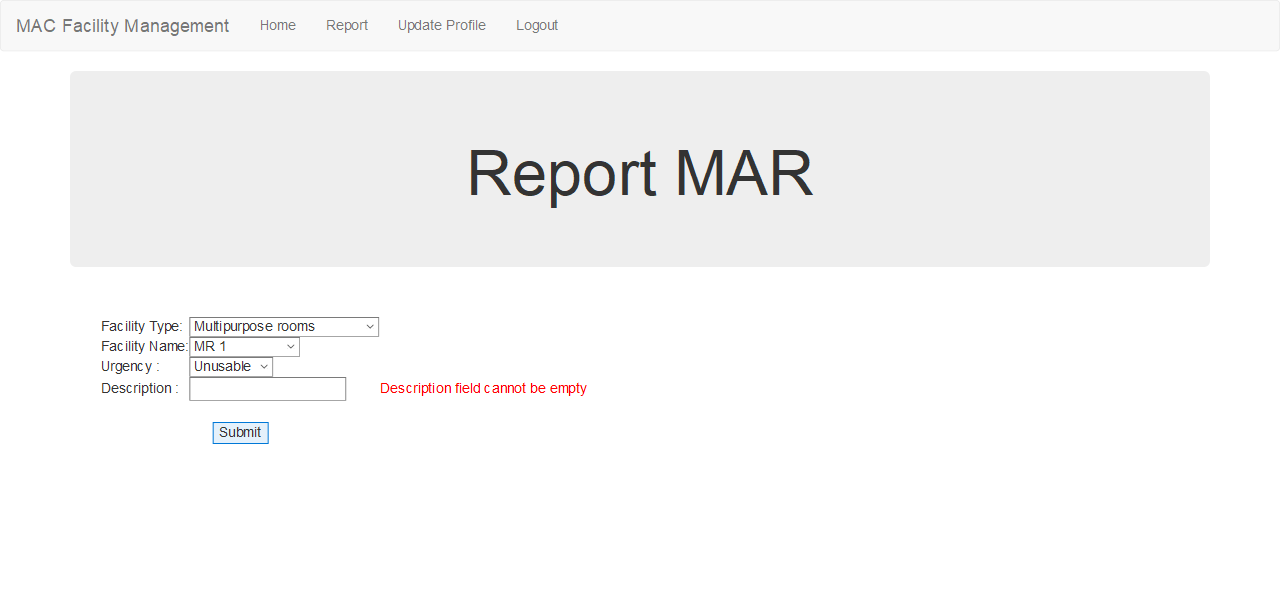 MAC Facility Management Home Report Update Profile Logout
Report MAR
Facility Type: Multipurpose rooms
Facility Name: MR 1
Urgency : Unusable
Description : Description field cannot be empty
Submit